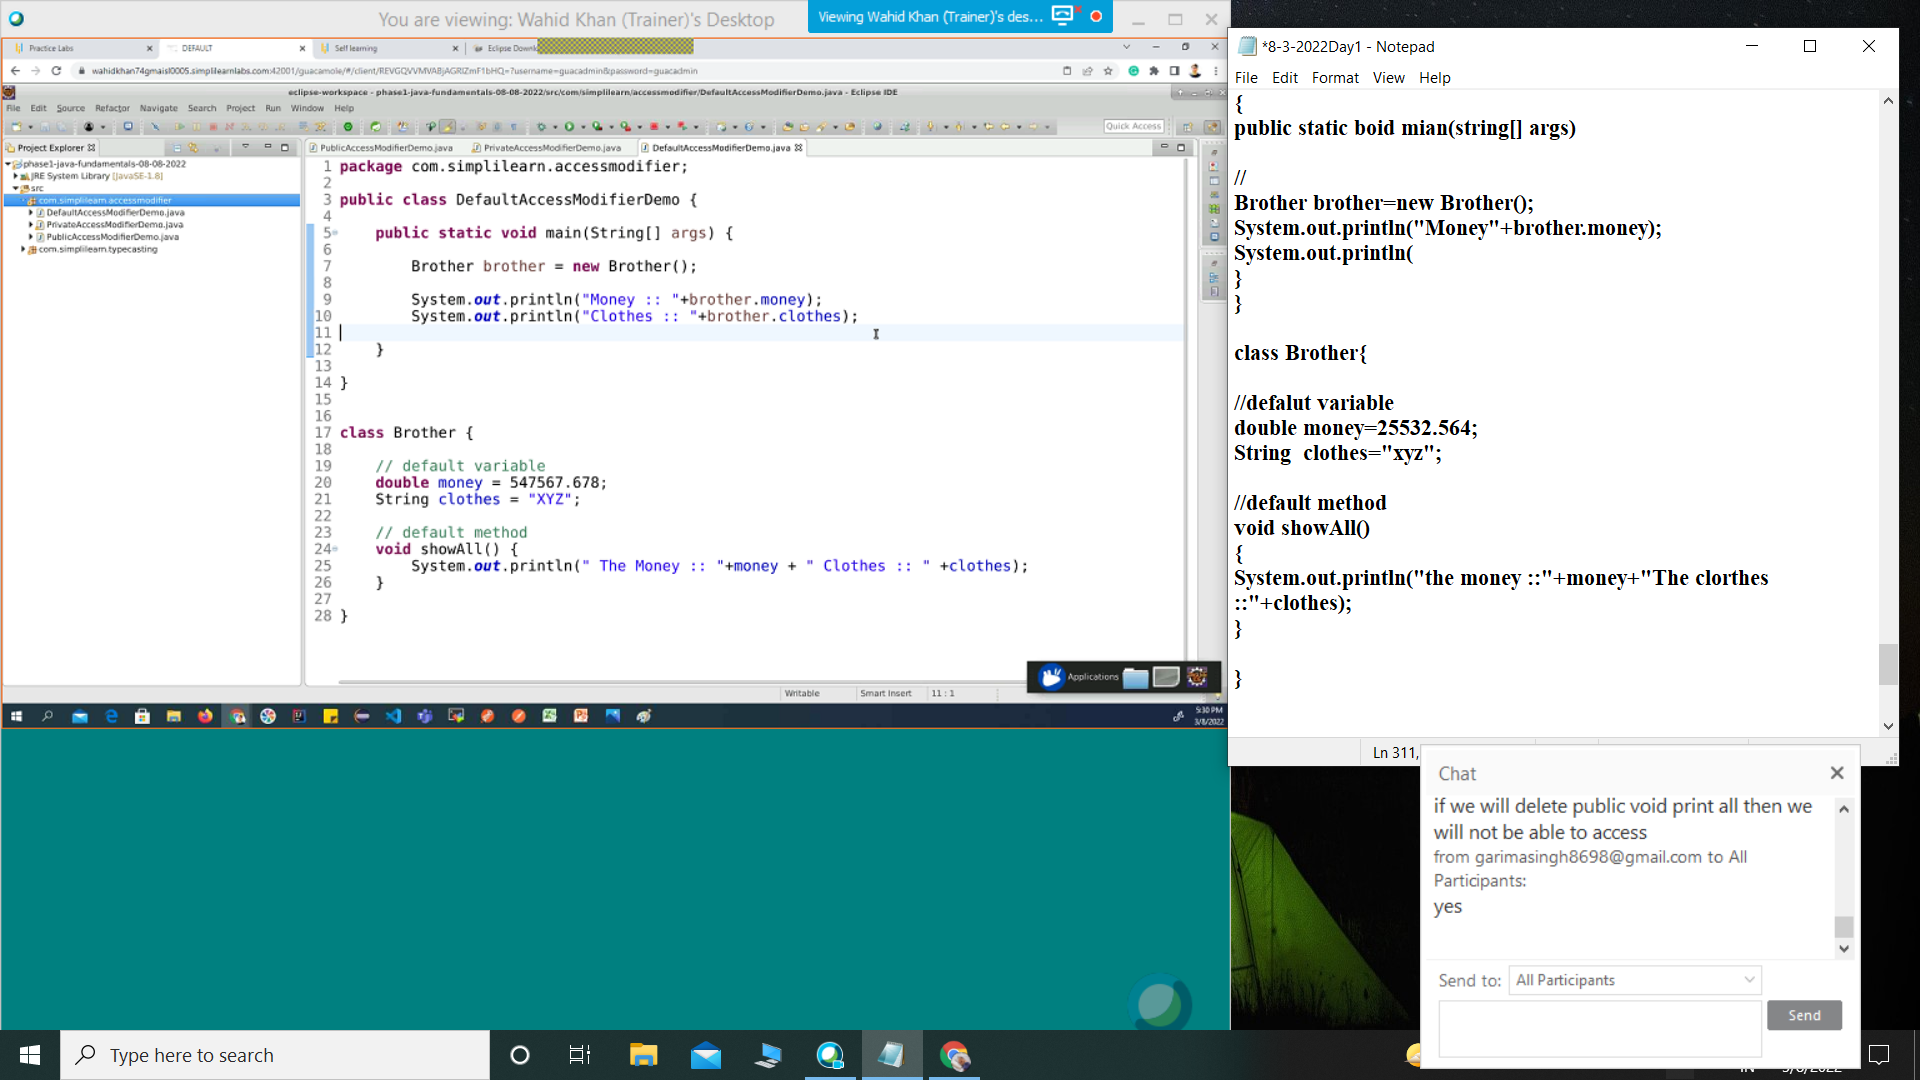 You are viewing: Wahid Khan (Trainer)'s Desktop
Viewing Wahid Khan (Trainer)'s des...
Practice Labs
DEFAULT
Self learning
Eclipse Downl
wahidkhan74gmaisl0005.simplilearnlabs.com:42001/guacamole/#/client/REVGQVVMVABjAGRlZmF1bHQ=?username=guacadmin&password=guacadmin
eclipse-workspace - phase1-java-fundamentals-08-08-2022/src/com/simplilearn/accessmodifier/DefaultAccessModifierDemo.java - Eclipse IDE
File Edit Source Refactor Navigate Search Project Run Window Help
Quick Access
Project Explorer
phase1-java-fundamentals-08-08-2022
JRE System Library [JavaSE-1.8]
src
com.simplilearn.accessmodifier
DefaultAccessModifierDemo.java
PrivateAccessModifierDemo.java
PublicAccessModifierDemo.java
com.simplilearn.typecasting
PublicAccessModifierDemo.java
PrivateAccessModifierDemo.java
DefaultAccessModifierDemo.java
1 package com.simplilearn.accessmodifier;
2
3 public class DefaultAccessModifierDemo {
4
5 public static void main(String[] args) {
6
7 Brother brother = new Brother();
8
9 System.out.println("Money :: "+brother.money);
10 System.out.println("Clothes :: "+brother.clothes);
11
12 }
13
14 }
15
16
17 class Brother {
18
19 // default variable
20 double money = 547567.678;
21 String clothes = "XYZ";
22
23 // default method
24 void showAll() {
25 System.out.println(" The Money :: "+money + " Clothes :: " +clothes);
26 }
27
28 }
Applications
Writable
Smart Insert
11 : 1
5:30 PM
3/8/2022
*8-3-2022Day1 - Notepad
File Edit Format View Help
{
public static boid mian(string[] args)
//
Brother brother=new Brother();
System.out.println("Money"+brother.money);
System.out.println(
}
}
class Brother{
//defalut variable
double money=25532.564;
String  clothes="xyz";
//default method
void showAll()
{
System.out.println("the money ::"+money+"The clorthes
::"+clothes);
}
}
Ln 311,
Chat
if we will delete public void print all then we
will not be able to access
from garimasingh8698@gmail.com to All
Participants:
yes
Send to:
All Participants
Send
Type here to search